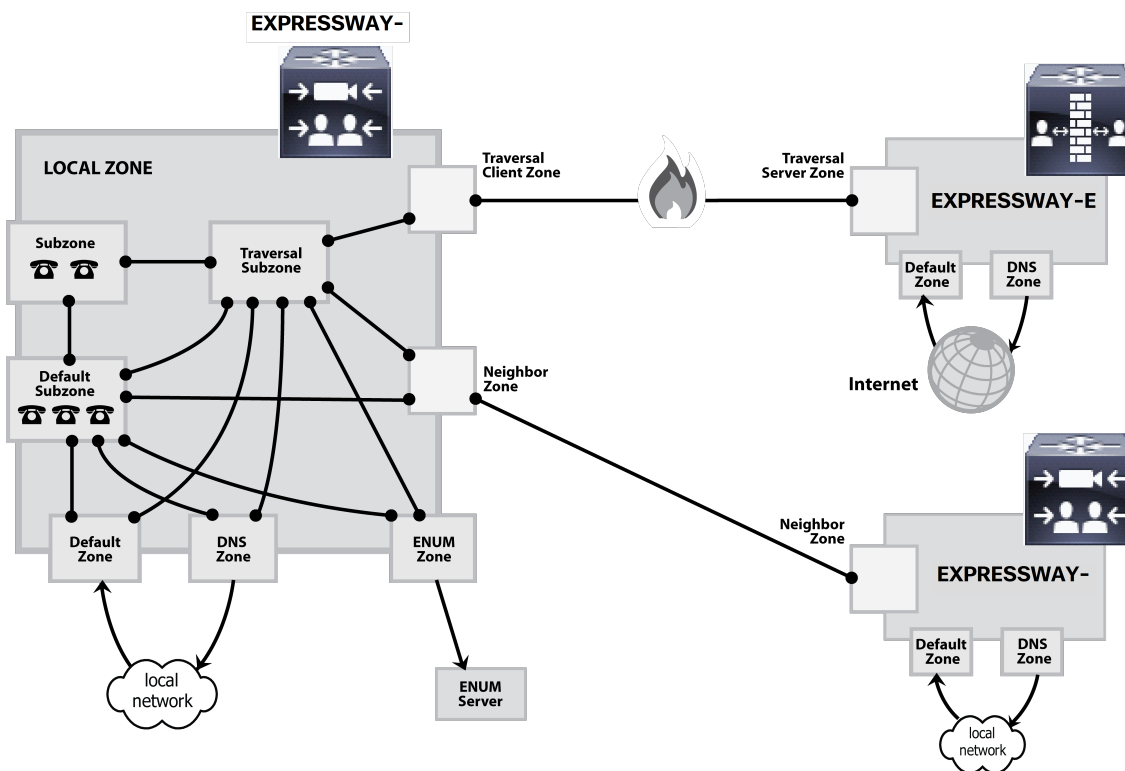 EXPRESSWAY-
LOCAL ZONE
Traversal
Client Zone
Traversal
Server Zone
EXPRESSWAY-E
Subzone
Traversal
Subzone
Default
Zone
DNS
Zone
Default
Subzone
Neighbor
Zone
Internet
Default
Zone
DNS
Zone
ENUM
Zone
Neighbor
Zone
EXPRESSWAY-
Default
Zone
DNS
Zone
local
network
ENUM
Server
local
network